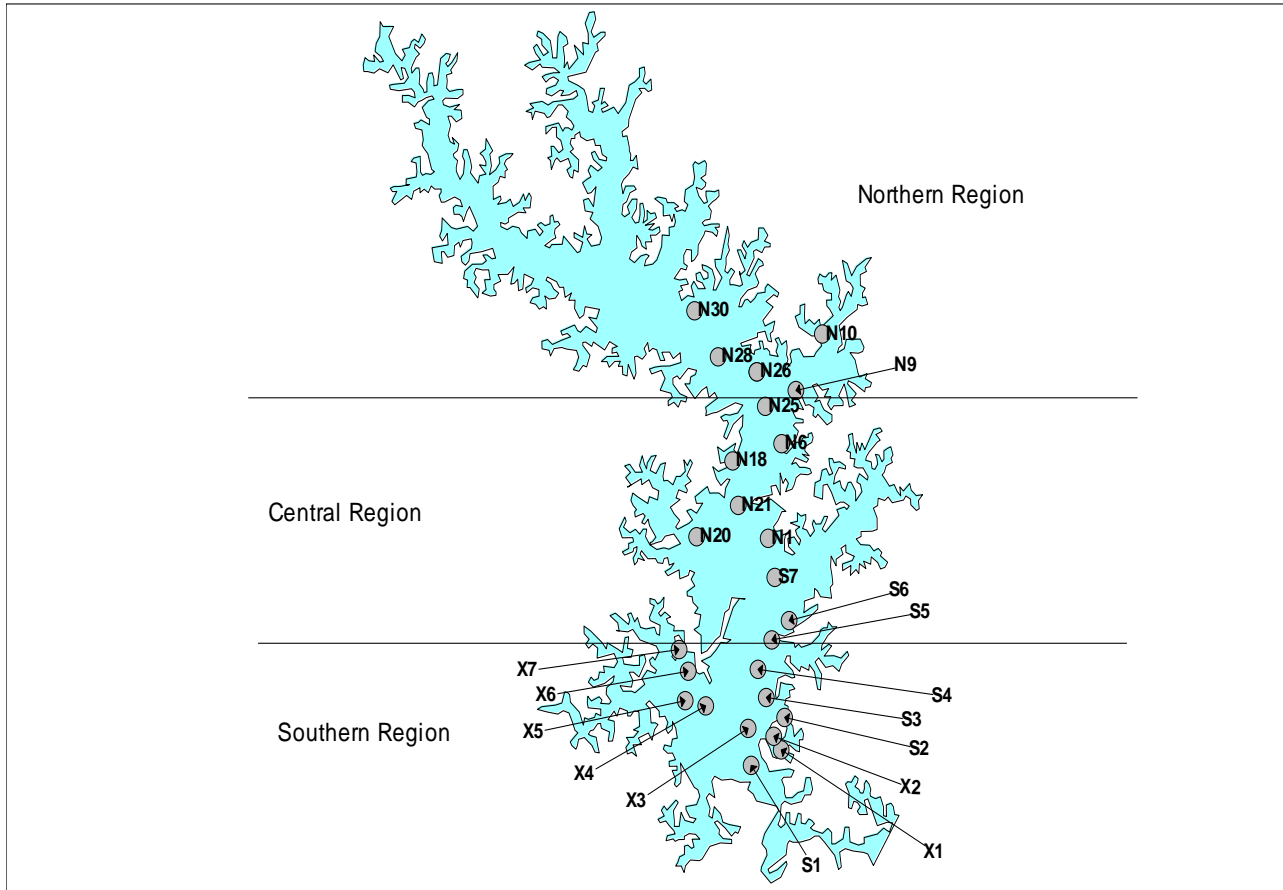 Northern Region
N30
N10
N28
N26
N9
N25
N6
N18
N21
Central Region
N20
N1
S7
S6
S5
X7
X6
S4
S3
X5
Southern Region
S2
X4
X2
X3
X1
S1